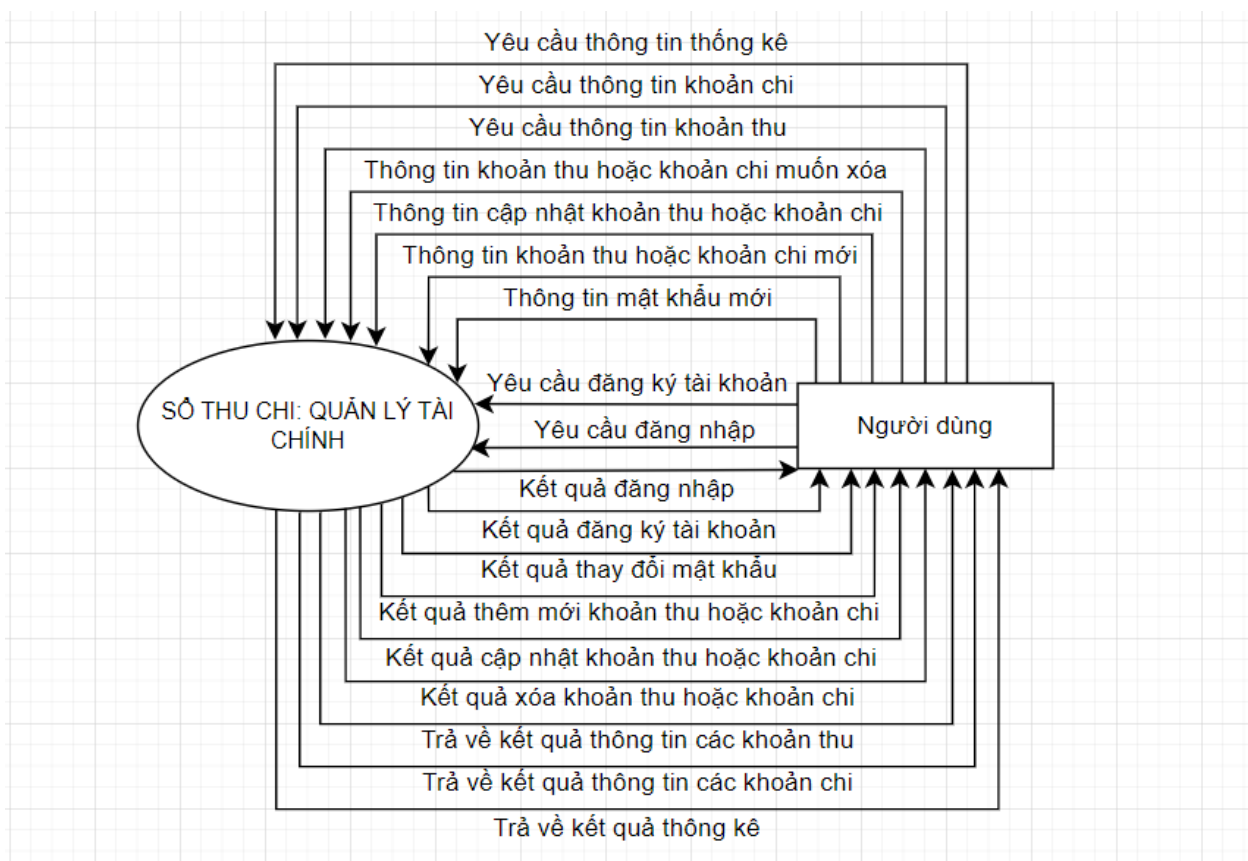 Yêu cầu thông tin thống kê
Yêu cầu thông tin khoản chi
Yêu cầu thông tin khoản thu
Thông tin khoản thu hoặc khoản chi muốn xóa
Thông tin cập nhật khoản thu hoặc khoản chi
Thông tin khoản thu hoặc khoản chi mới
Thông tin mật khẩu mới
Yêu cầu đăng ký tài khoản
SỔ THU CHI: QUẢN LÝ TÀI
CHÍNH
Người dùng
Yêu cầu đăng nhập
Kết quả đăng nhập
Kết quả đăng ký tài khoản
Kết quả thay đổi mật khẩu
Kết quả thêm mới khoản thu hoặc khoản chi
Kết quả cập nhật khoản thu hoặc khoản chi
Kết quả xóa khoản thu hoặc khoản chi
Trả về kết quả thông tin các khoản thu
Trả về kết quả thông tin các khoản chi
Trả về kết quả thông kê